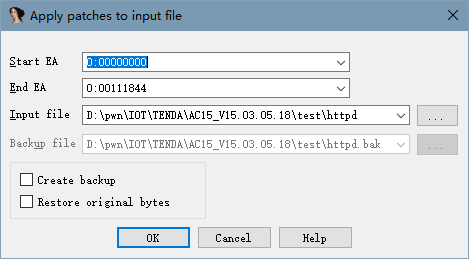 Apply patches to input file
Start EA 0:00000000
End EA 0:00111844
Input file D:\pwn\IOT\TENDA\AC15_V15.03.05.18\test\httpd ...
Backup file D:\pwn\IOT\TENDA\AC15_V15.03.05.18\test\httpd.bak ...
Create backup
Restore original bytes
OK Cancel Help